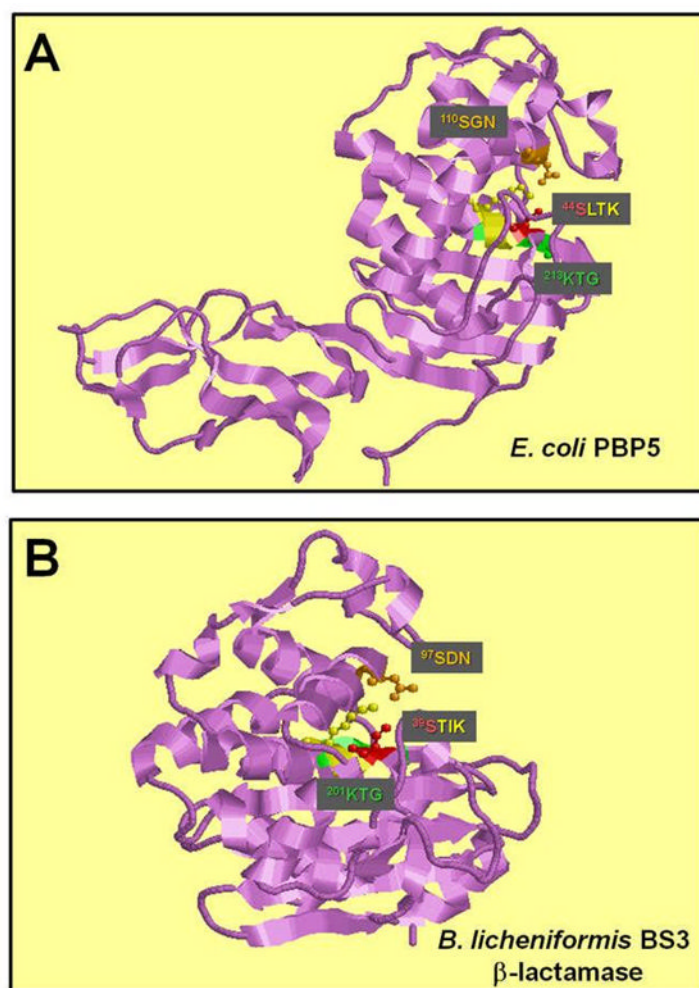 A
¹¹⁰SGN
⁴⁴SLTK
²¹³KTG
E. coli PBP5
B
⁹⁷SDN
³⁹STIK
²⁰¹KTG
B. licheniformis BS3
β-lactamase